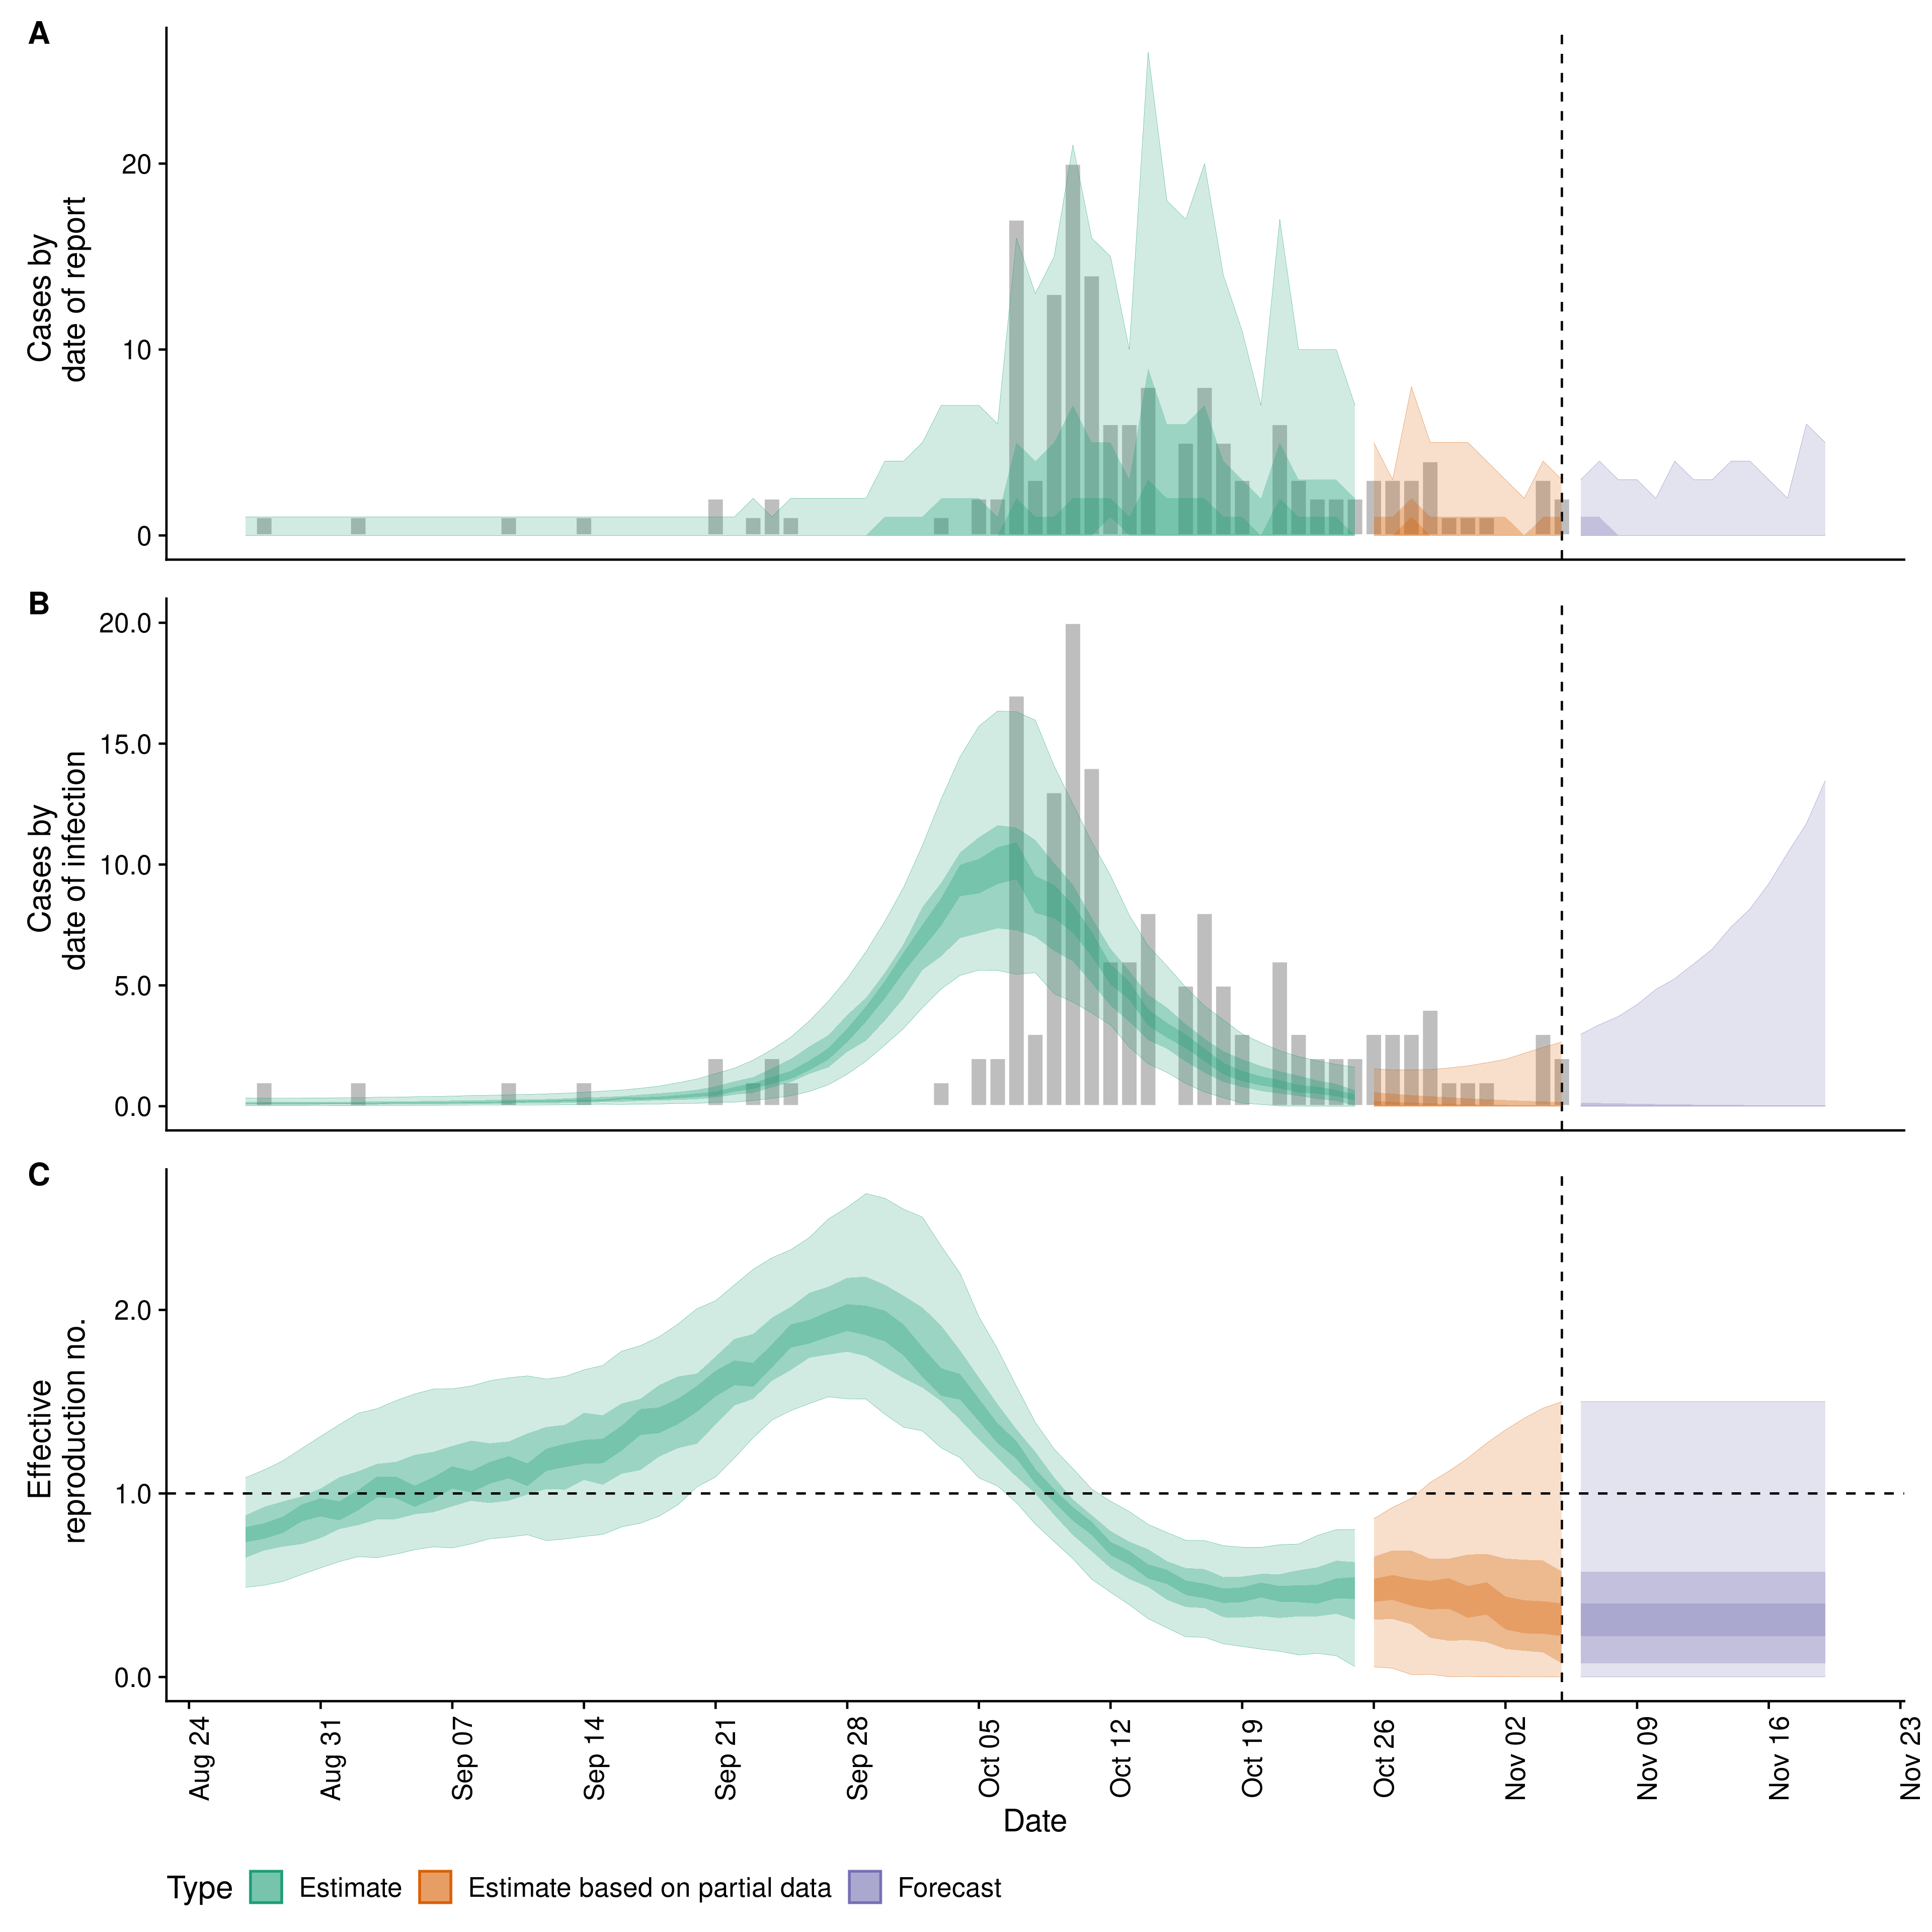 A
Cases by
date of report
20
10
0
B
Cases by
date of infection
20.0
15.0
10.0
5.0
0.0
C
Effective
reproduction no.
2.0
1.0
0.0
Aug 24
Aug 31
Sep 07
Sep 14
Sep 21
Sep 28
Oct 05
Oct 12
Oct 19
Oct 26
Nov 02
Nov 09
Nov 16
Nov 23
Date
Type Estimate Estimate based on partial data Forecast